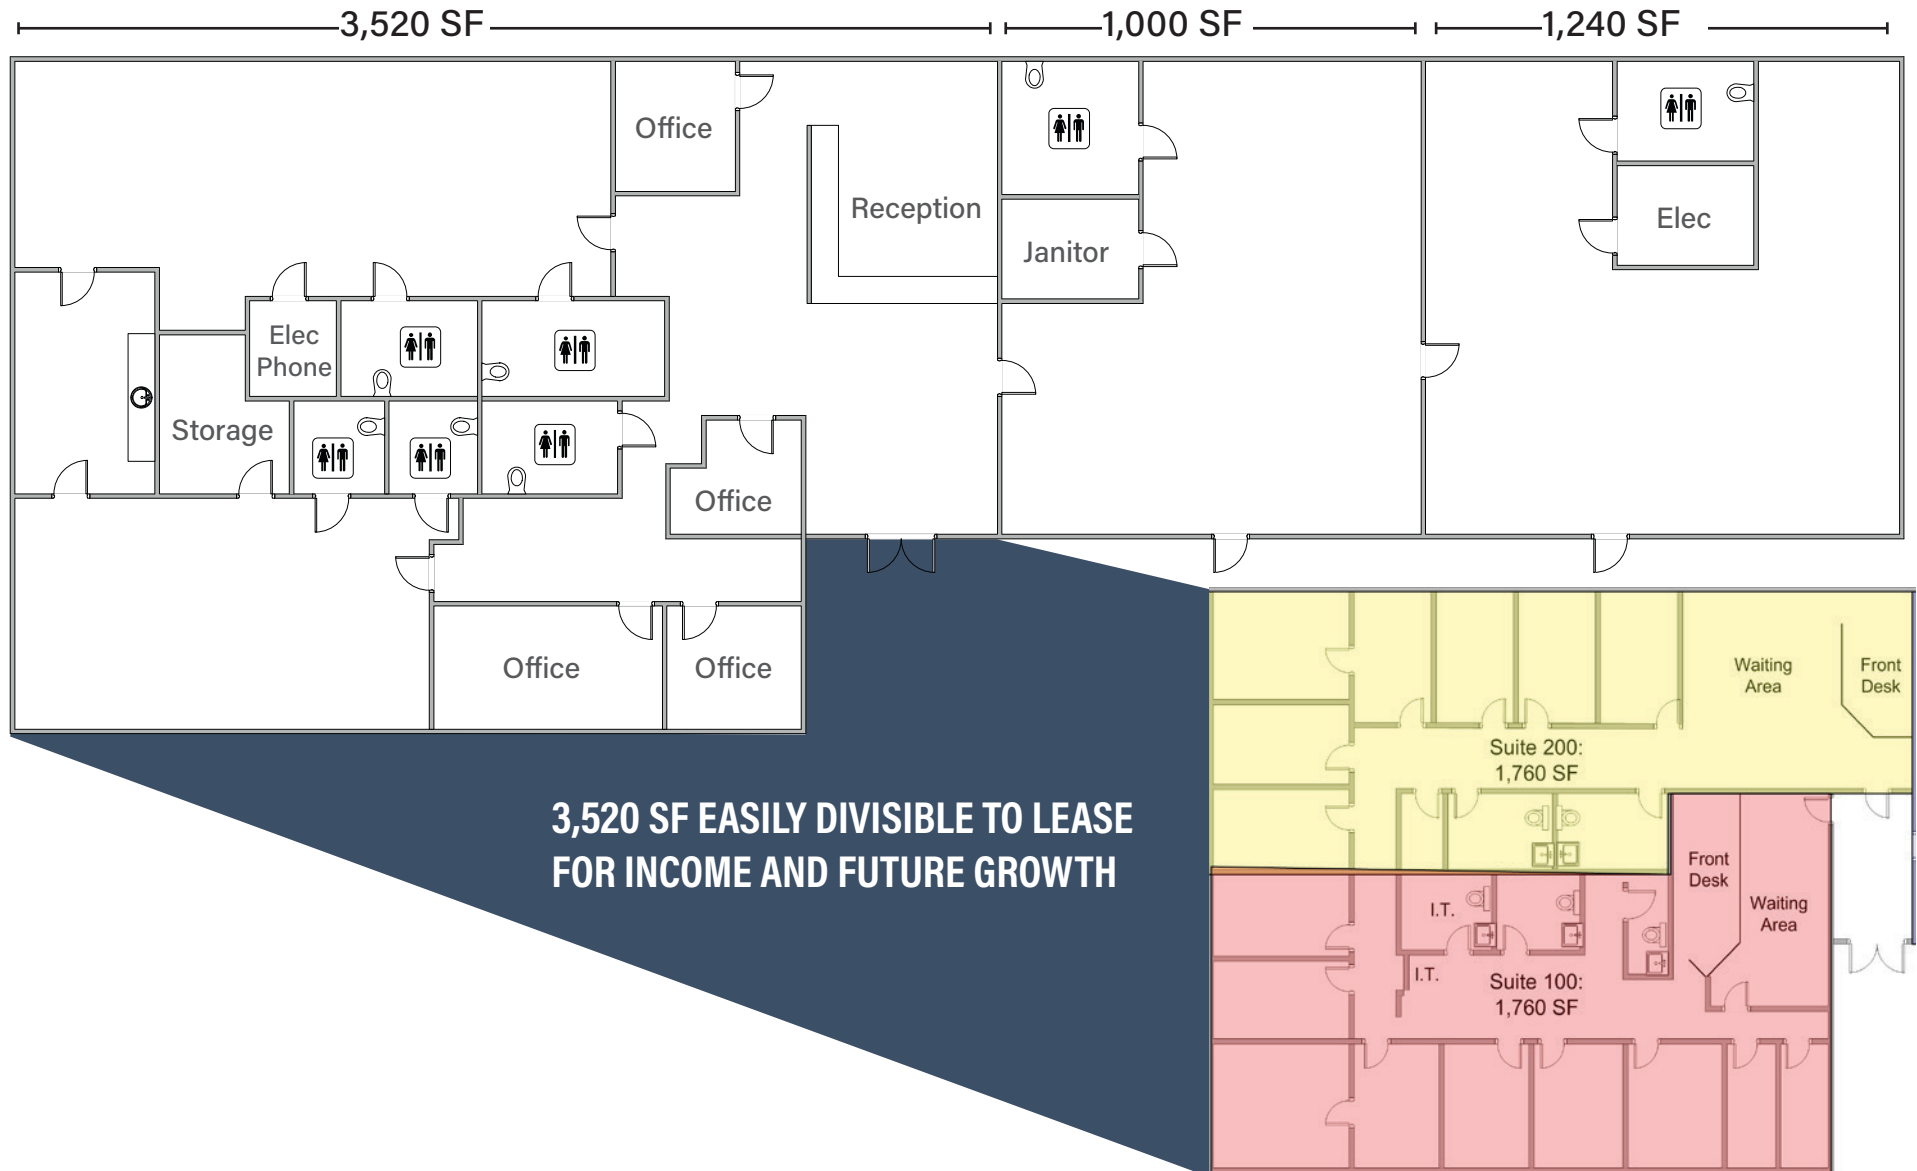 3,520 SF
1,000 SF
1,240 SF
Office
Reception
Janitor
Elec
Elec
Phone
Storage
Office
Office
Office
3,520 SF EASILY DIVISIBLE TO LEASE
FOR INCOME AND FUTURE GROWTH
Waiting
Area
Front
Desk
Suite 200:
1,760 SF
Front
Desk
Waiting
Area
I.T.
I.T.
Suite 100:
1,760 SF